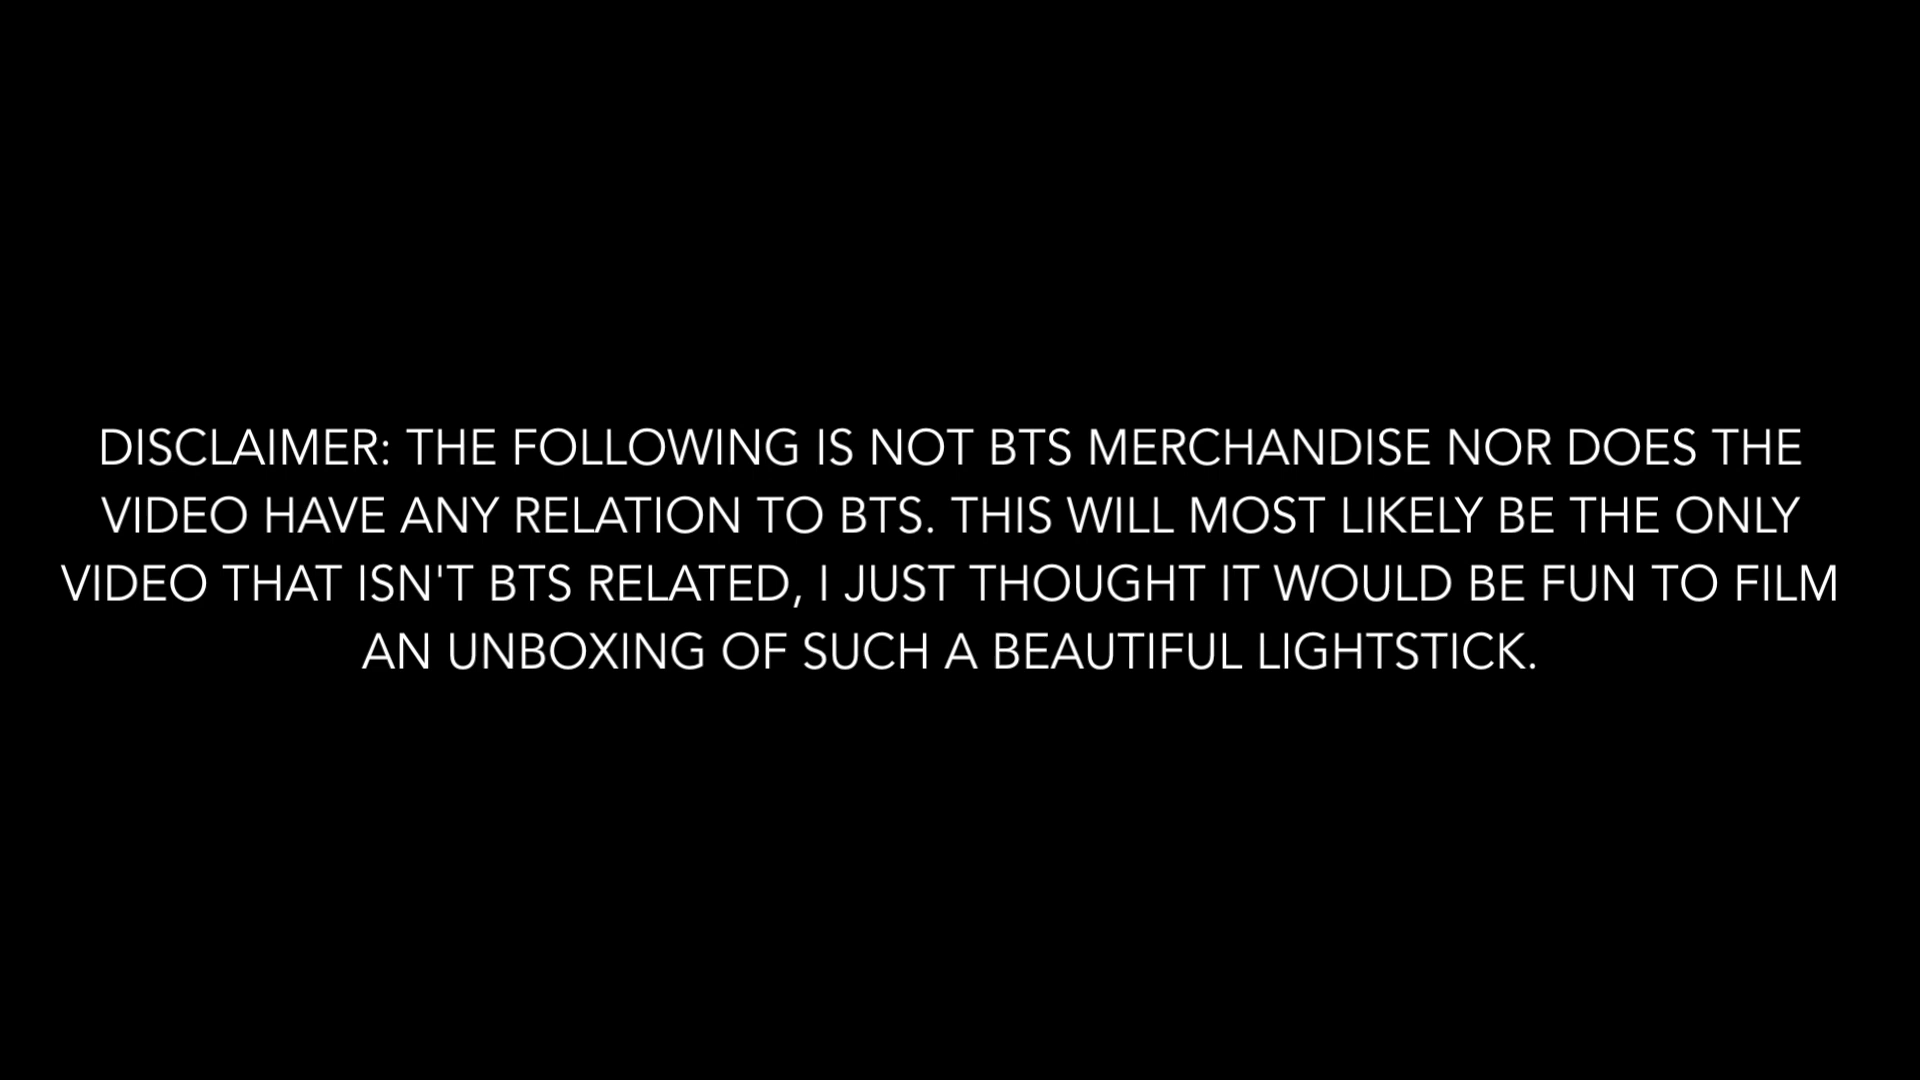 DISCLAIMER: THE FOLLOWING IS NOT BTS MERCHANDISE NOR DOES THE
VIDEO HAVE ANY RELATION TO BTS. THIS WILL MOST LIKELY BE THE ONLY
VIDEO THAT ISN'T BTS RELATED, I JUST THOUGHT IT WOULD BE FUN TO FILM
AN UNBOXING OF SUCH A BEAUTIFUL LIGHTSTICK.